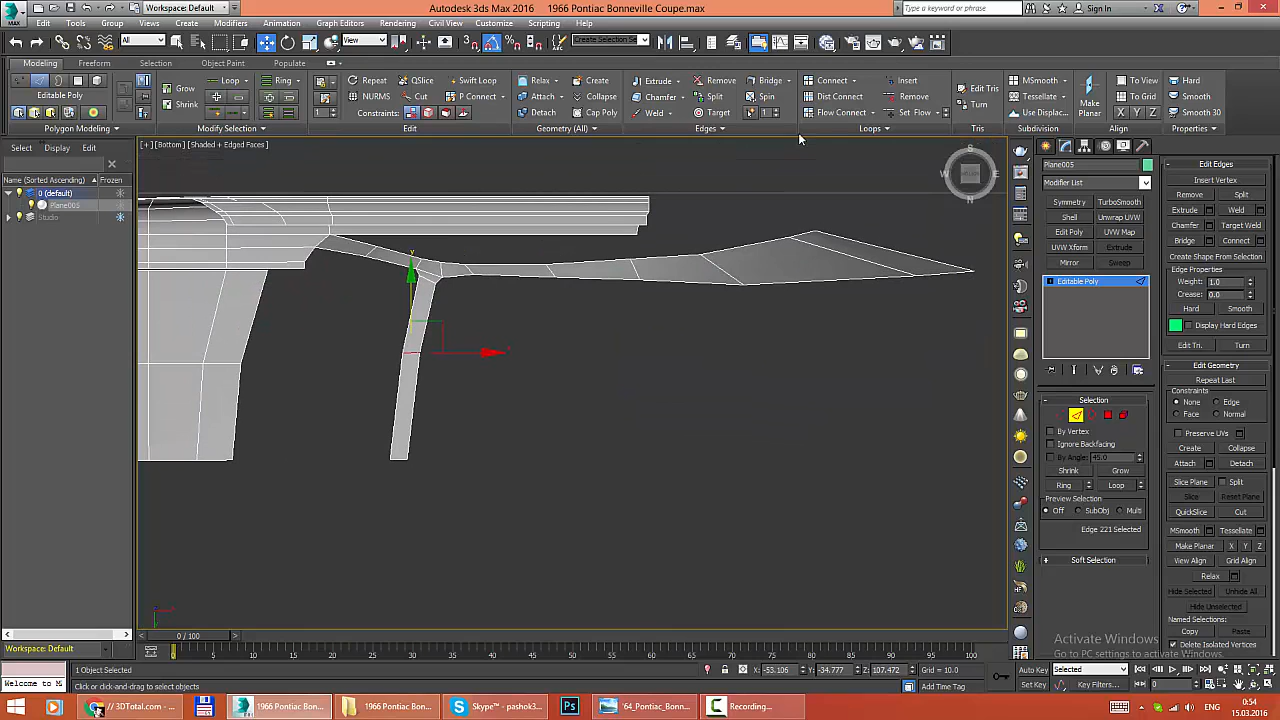 Autodesk 3ds Max 2016   1966 Pontiac Bonneville Coupe.max
Workspace: Default
Type a keyword or phrase
Sign In
Edit Tools Group Views Create Modifiers Animation Graph Editors Rendering Civil View Customize Scripting Help
All View
Modeling Freeform Selection Object Paint Populate
Editable Poly
Grow Shrink Loop Ring
Repeat QSlice Swift Loop
NURMS Cut P Connect
Constraints:
Relax Create
Attach Collapse
Detach Cap Poly
Extrude Remove Bridge
Chamfer Split Spin
Weld Target 1
Connect Insert
Dist Connect Remove
Flow Connect Set Flow
Edit Tris
Turn
MSmooth
Tessellate
Use Displac...
Make Planar
To View
To Grid
X Y Z
Hard
Smooth
Smooth 30
Polygon Modeling Modify Selection Edit Geometry (All) Edges Loops Tris Subdivision Align Properties
Select Display Edit
Name (Sorted Ascending) Frozen
0 (default)
Plane005
Studio
[+] [Bottom] [Shaded + Edged Faces]
S
W
E
N
Plane005
Modifier List
Symmetry TurboSmooth
Shell Unwrap UVW
Edit Poly UVW Map
UVW Xform Extrude
Mirror Sweep
Editable Poly
Selection
By Vertex
Ignore Backfacing
By Angle: 45.0
Shrink Grow
Ring Loop
Preview Selection
Off SubObj Multi
Edge 221 Selected
Soft Selection
Edit Edges
Insert Vertex
Remove Split
Extrude Weld
Chamfer Target Weld
Bridge Connect
Create Shape From Selection
Edge Properties
Weight: 1.0
Crease: 0.0
Hard Smooth
Display Hard Edges
Edit Tri. Turn
Edit Geometry
Repeat Last
Constraints
None Edge
Face Normal
Preserve UVs
Create Collapse
Attach Detach
Slice Plane Split
Slice Reset Plane
QuickSlice Cut
MSmooth Tessellate
Make Planar X Y Z
View Align Grid Align
Relax
Hide Selected Unhide All
Hide Unselected
Named Selections:
Copy Paste
Delete Isolated Vertices
Activate Windows
Go to PC settings to activate Windows.
Workspace: Default
0 / 100
0 5 10 15 20 25 30 35 40 45 50 55 60 65 70 75 80 85 90 95 100
Welcome to M
1 Object Selected
Click or click-and-drag to select objects
X: -53.106 Y: -34.777 Z: 107.472 Grid = 10.0
Add Time Tag
Auto Key Selected
Set Key Key Filters...
0
// 3DTotal.com - ...
1966 Pontiac Bon...
1966 Pontiac Bon...
Skype™ - pashok3...
'64_Pontiac_Bonn...
Recording...
ENG
0:54
15.03.2016